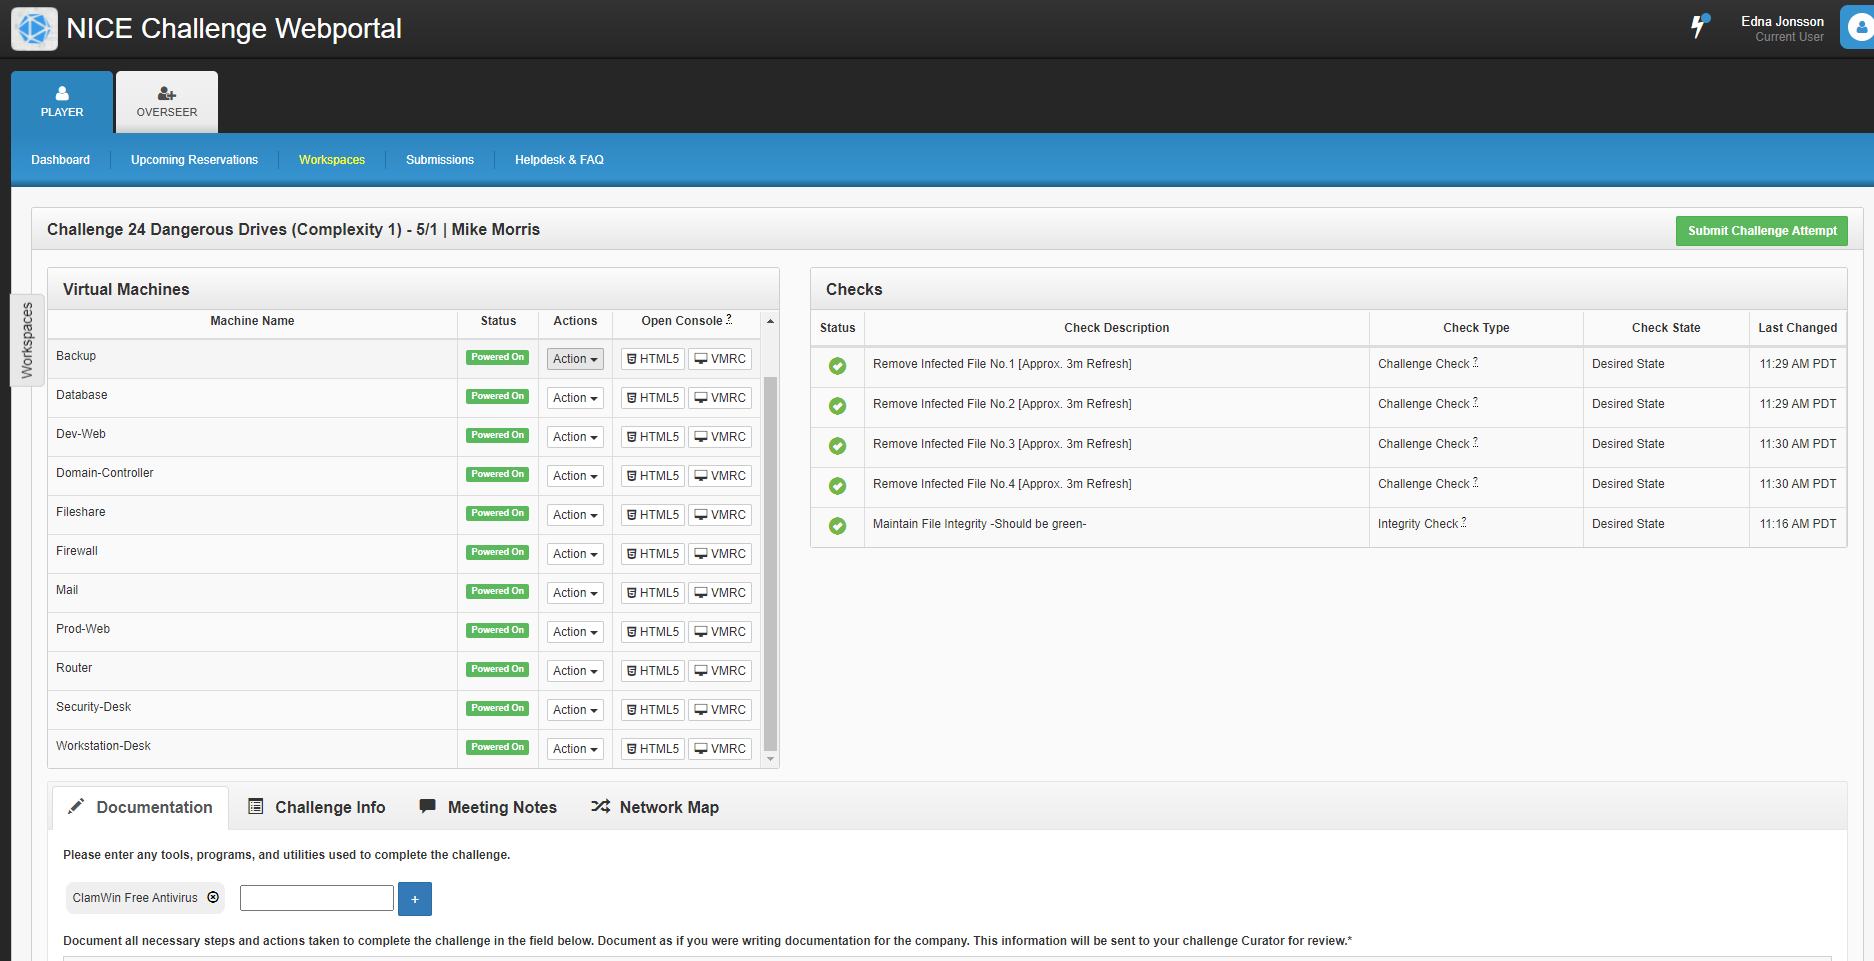 NICE Challenge Webportal
Edna Jonsson
Current User
PLAYER
OVERSEER
Dashboard Upcoming Reservations Workspaces Submissions Helpdesk & FAQ
Challenge 24 Dangerous Drives (Complexity 1) - 5/1 | Mike Morris
Submit Challenge Attempt
Workspaces
Virtual Machines
Machine Name Status Actions Open Console ?
Backup Powered On Action HTML5 VMRC
Database Powered On Action HTML5 VMRC
Dev-Web Powered On Action HTML5 VMRC
Domain-Controller Powered On Action HTML5 VMRC
Fileshare Powered On Action HTML5 VMRC
Firewall Powered On Action HTML5 VMRC
Mail Powered On Action HTML5 VMRC
Prod-Web Powered On Action HTML5 VMRC
Router Powered On Action HTML5 VMRC
Security-Desk Powered On Action HTML5 VMRC
Workstation-Desk Powered On Action HTML5 VMRC
Checks
Status Check Description Check Type Check State Last Changed
Remove Infected File No.1 [Approx. 3m Refresh] Challenge Check ? Desired State 11:29 AM PDT
Remove Infected File No.2 [Approx. 3m Refresh] Challenge Check ? Desired State 11:29 AM PDT
Remove Infected File No.3 [Approx. 3m Refresh] Challenge Check ? Desired State 11:30 AM PDT
Remove Infected File No.4 [Approx. 3m Refresh] Challenge Check ? Desired State 11:30 AM PDT
Maintain File Integrity -Should be green- Integrity Check ? Desired State 11:16 AM PDT
Documentation Challenge Info Meeting Notes Network Map
Please enter any tools, programs, and utilities used to complete the challenge.
ClamWin Free Antivirus +
Document all necessary steps and actions taken to complete the challenge in the field below. Document as if you were writing documentation for the company. This information will be sent to your challenge Curator for review.*